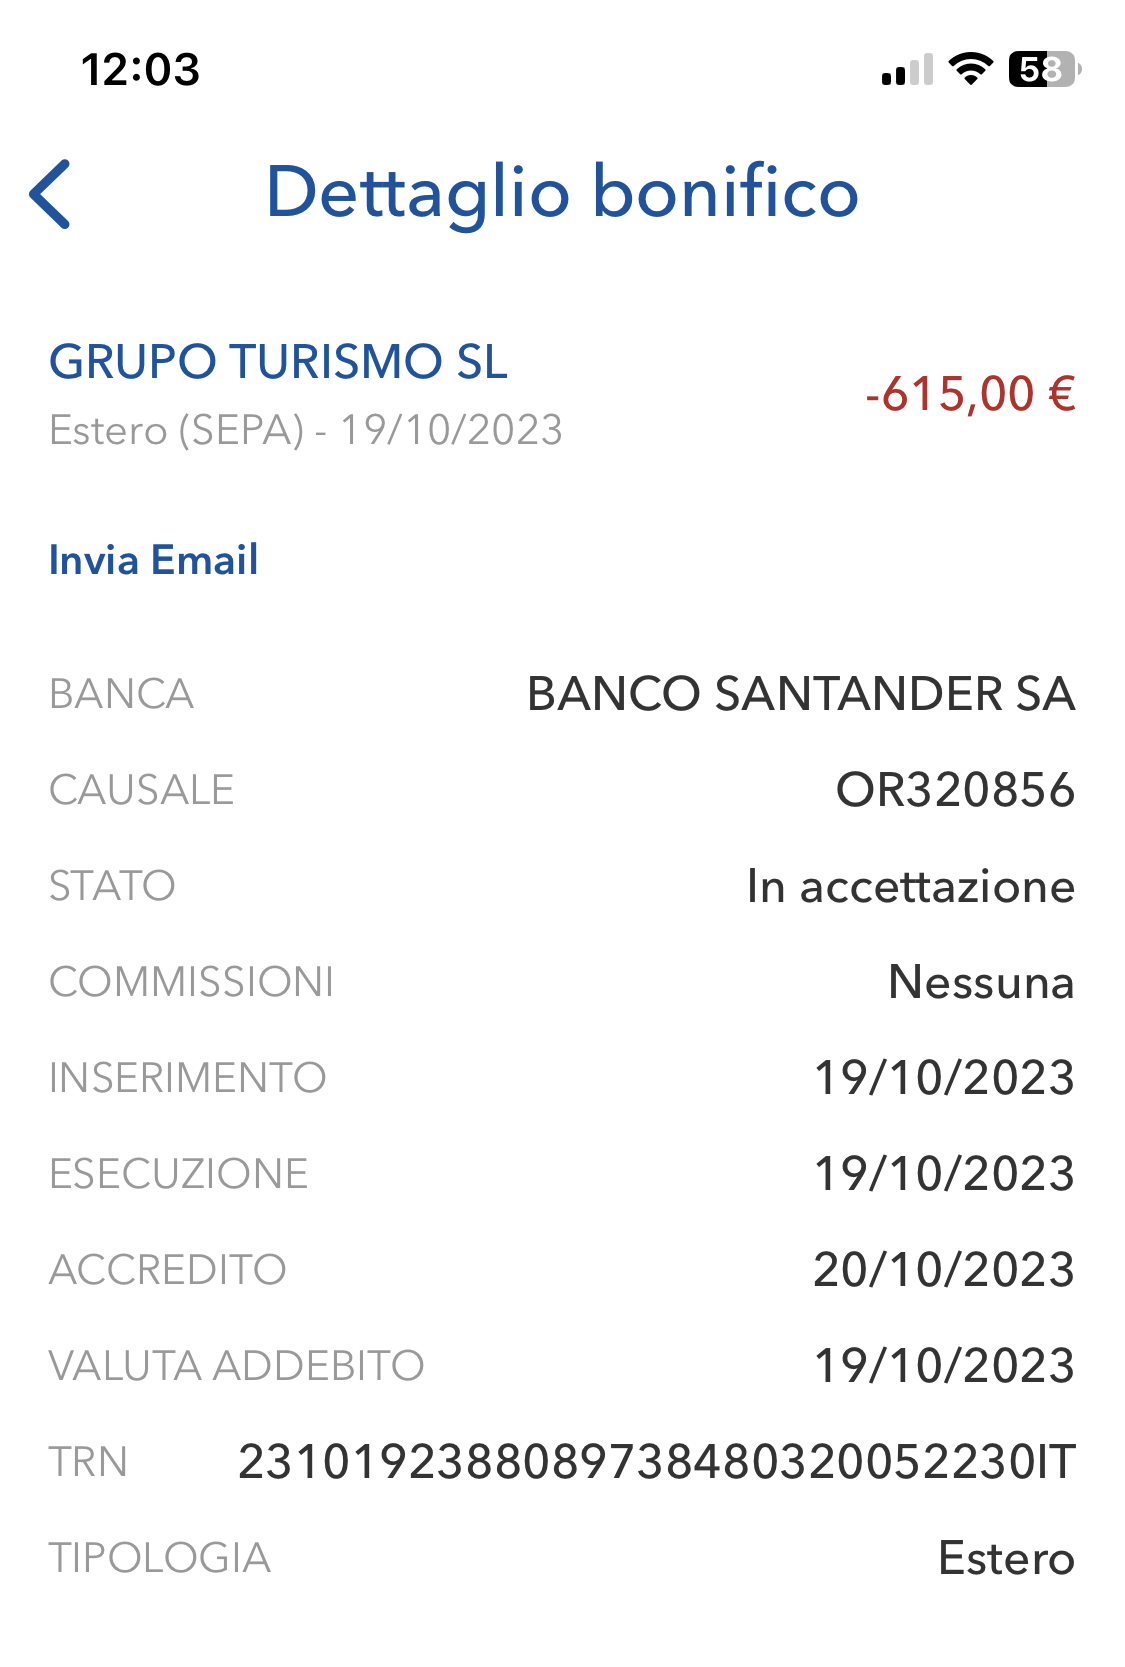 12:03
58
Dettaglio bonifico
GRUPO TURISMO SL
-615,00 €
Estero (SEPA) - 19/10/2023
Invia Email
BANCA BANCO SANTANDER SA
CAUSALE OR320856
STATO In accettazione
COMMISSIONI Nessuna
INSERIMENTO 19/10/2023
ESECUZIONE 19/10/2023
ACCREDITO 20/10/2023
VALUTA ADDEBITO 19/10/2023
TRN 2310192388089738480320052230IT
TIPOLOGIA Estero